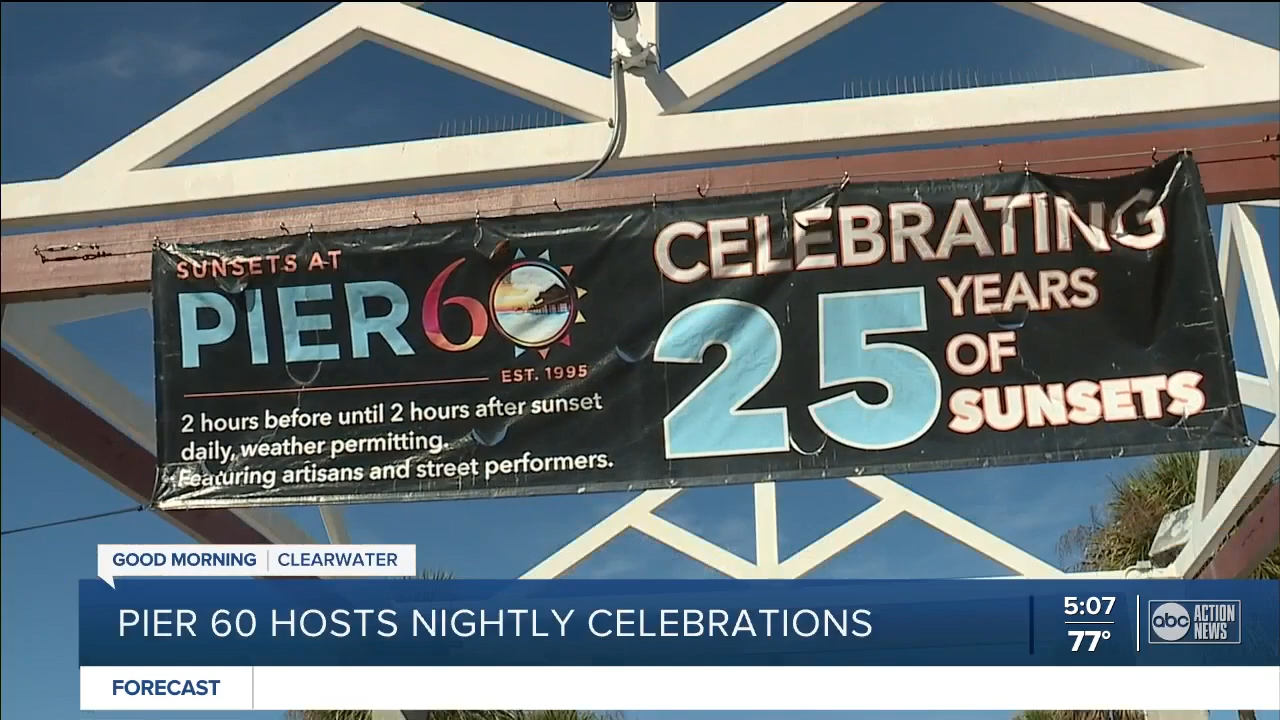 SUNSETS AT
PIER 60
EST. 1995
2 hours before until 2 hours after sunset
daily, weather permitting.
Featuring artisans and street performers.
CELEBRATING
25 YEARS
OF
SUNSETS
GOOD MORNING CLEARWATER
PIER 60 HOSTS NIGHTLY CELEBRATIONS
5:07
77°
abc ACTION
NEWS
FORECAST